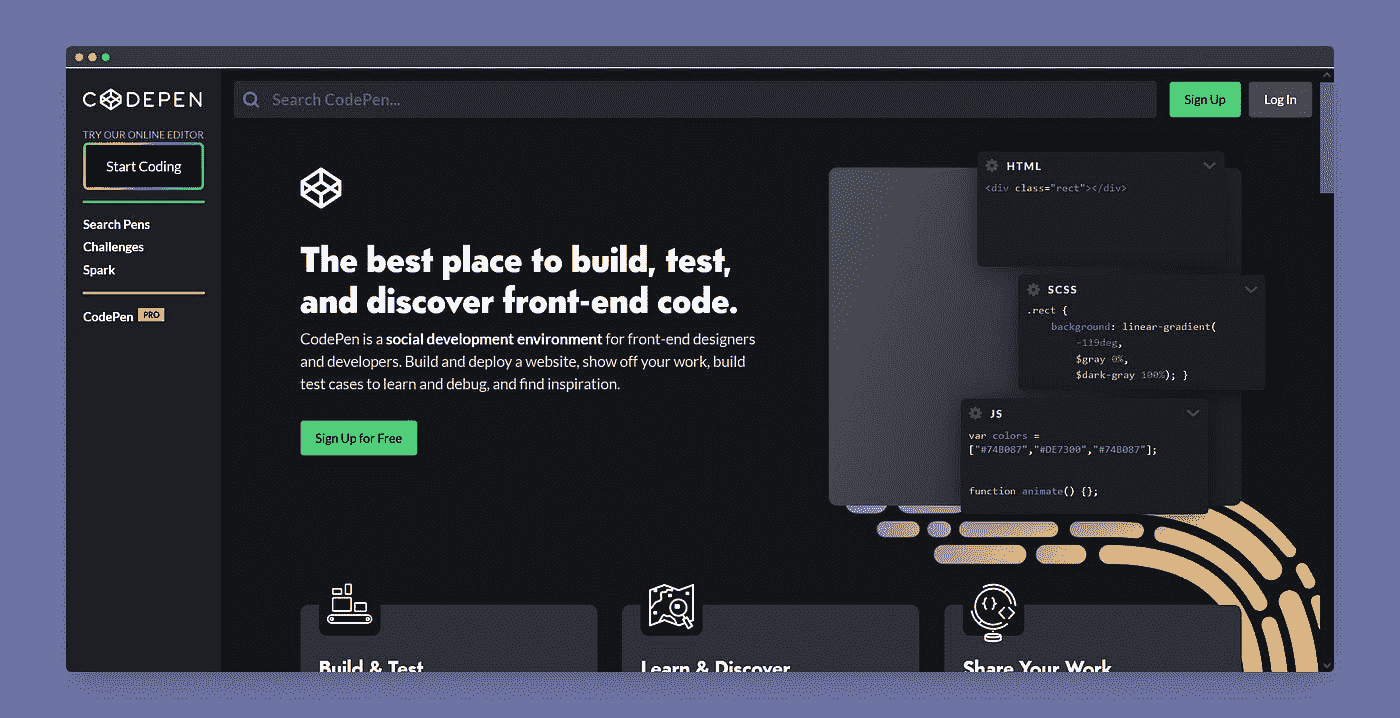 CODEPEN
Search CodePen...
Sign Up
Log In
TRY OUR ONLINE EDITOR
Start Coding
Search Pens
Challenges
Spark
CodePen PRO
The best place to build, test,
and discover front-end code.
CodePen is a social development environment for front-end designers
and developers. Build and deploy a website, show off your work, build
test cases to learn and debug, and find inspiration.
Sign Up for Free
HTML
<div class="rect"></div>
SCSS
.rect {
background: linear-gradient(
-119deg,
$gray 0%,
$dark-gray 100%); }
JS
var colors =
["#74B087","#DE7300","#74B087"];
function animate() {};
Build & Test
Learn & Discover
Share Your Work